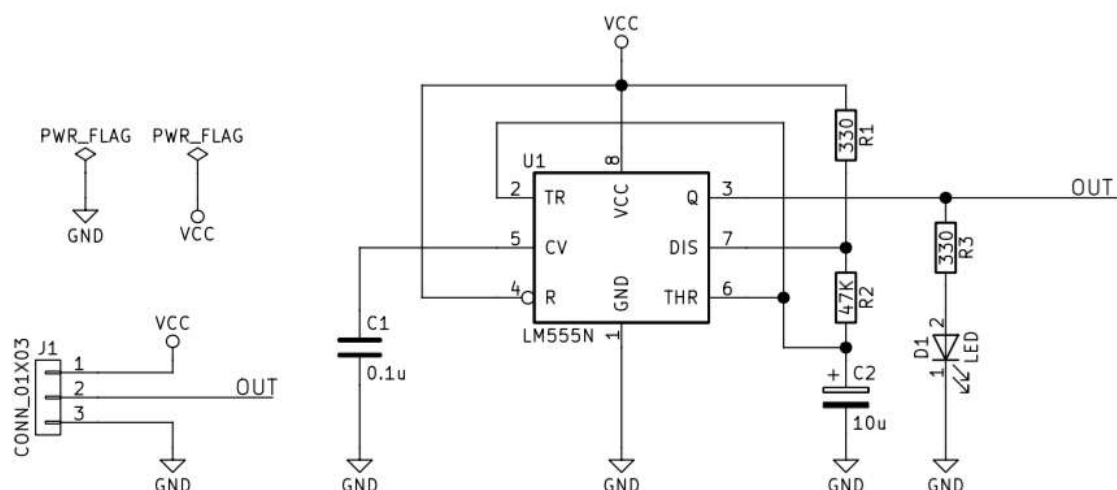 VCC
PWR_FLAG PWR_FLAG
GND VCC
U1
8
330 R1
2 TR VCC Q 3
OUT
5 CV DIS 7
330 R3
4 R GND THR 6
47K R2
LM555N 1
C1
0.1u
VCC
J1
CONN_01X03
1
2 OUT
3
GND
D1 2 LED
1
+ C2
10u
GND GND GND GND